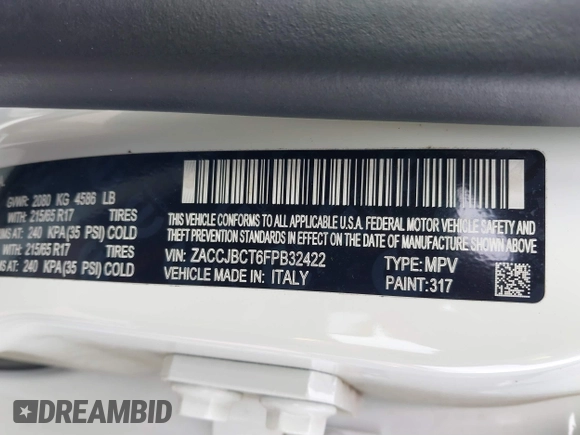 GVWR: 2080 KG 4586 LB
WITH: 215/65 R17 TIRES
MS AT: 240 KPA(35 PSI) COLD
WITH: 215/65 R17 TIRES
MS AT: 240 KPA(35 PSI) COLD
THIS VEHICLE CONFORMS TO ALL APPLICABLE U.S.A. FEDERAL MOTOR VEHICLE SAFETY AND
THEFT PREVENTION STANDARDS IN EFFECT ON THE DATE OF MANUFACTURE SHOWN ABOVE
VIN: ZACCJBCT6FPB32422 TYPE: MPV
VEHICLE MADE IN: ITALY PAINT:317
DREAMBID